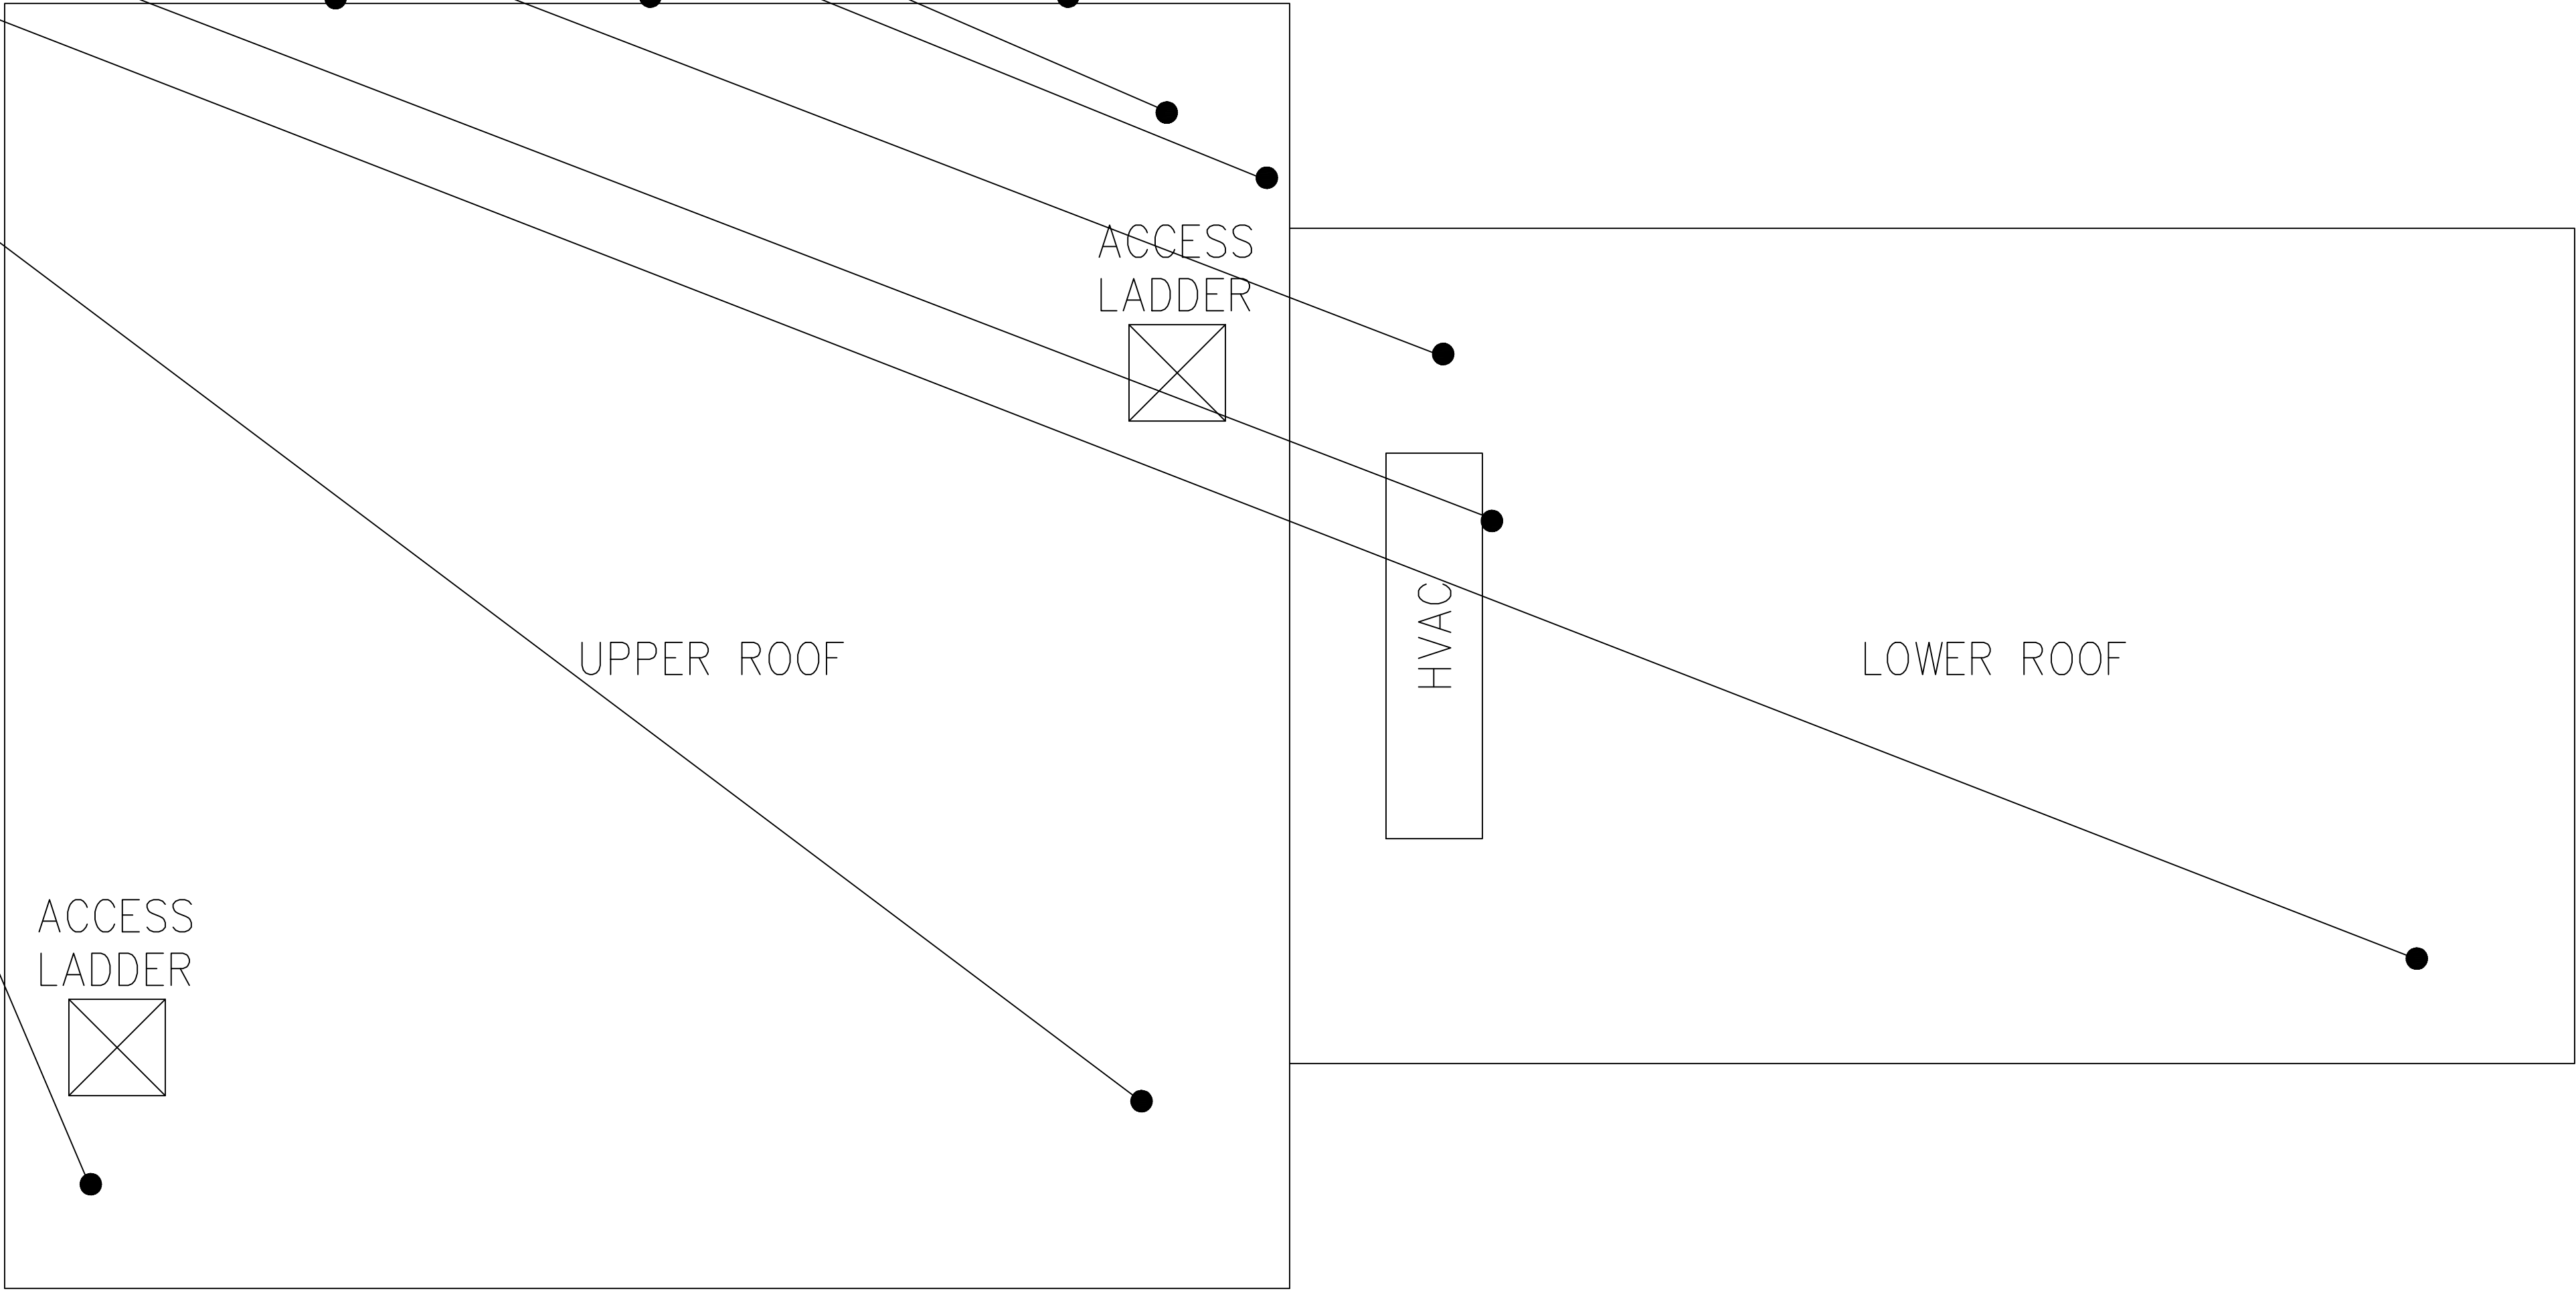 ACCESS
LADDER
UPPER ROOF
HVAC
LOWER ROOF
ACCESS
LADDER